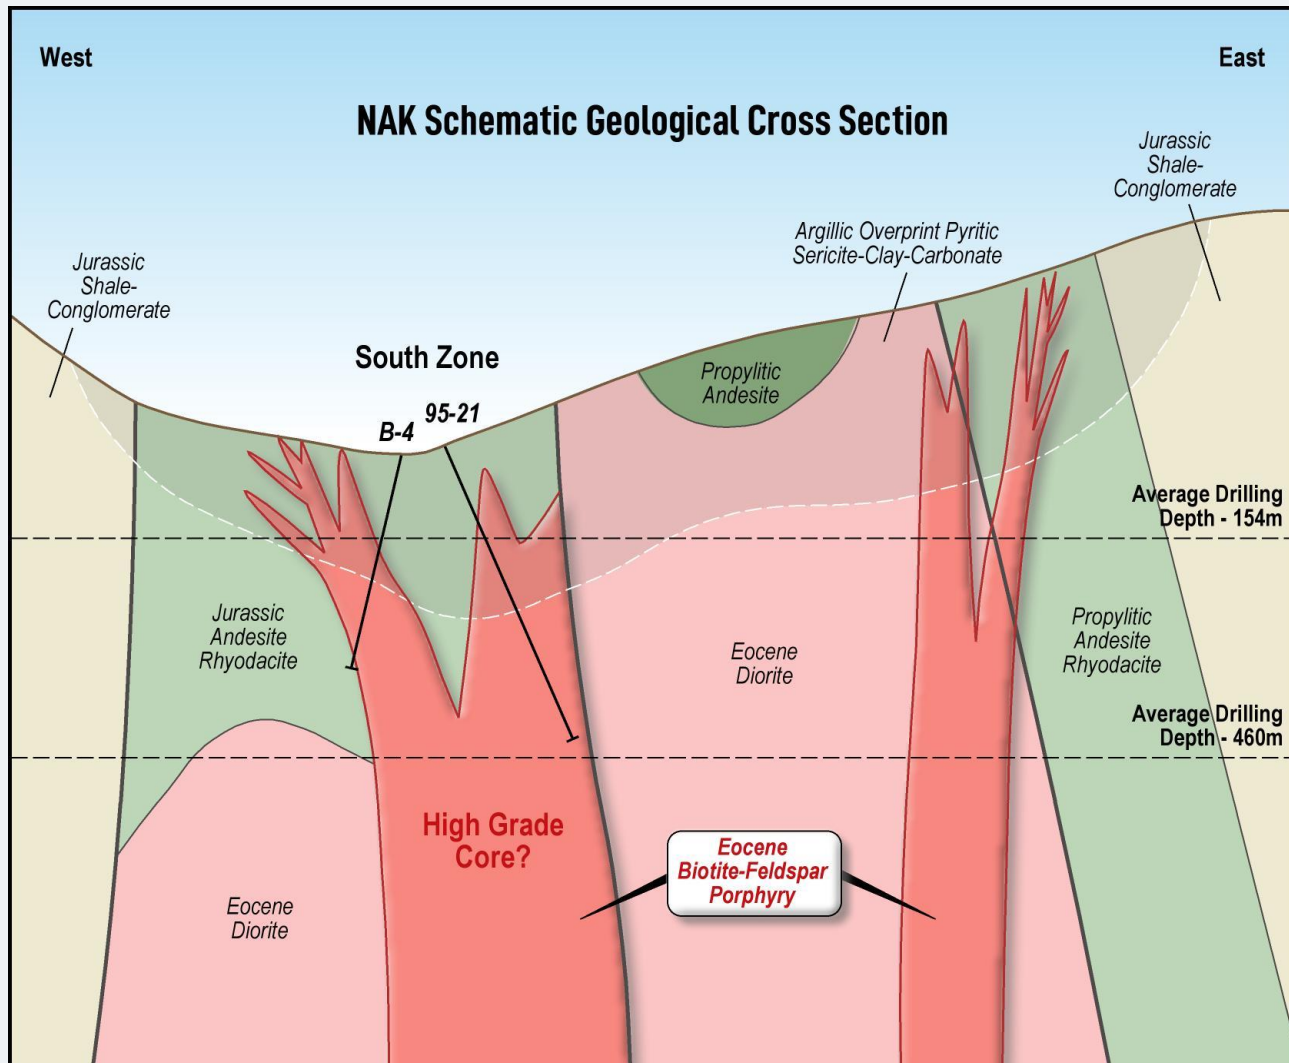 West
East
NAK Schematic Geological Cross Section
Jurassic
Shale-
Conglomerate
Argillic Overprint Pyritic
Sericite-Clay-Carbonate
Jurassic
Shale-
Conglomerate
South Zone
B-4
95-21
Propylitic
Andesite
Average Drilling
Depth - 154m
Jurassic
Andesite
Rhyodacite
Eocene
Diorite
Propylitic
Andesite
Rhyodacite
Average Drilling
Depth - 460m
High Grade
Core?
Eocene
Biotite-Feldspar
Porphyry
Eocene
Diorite